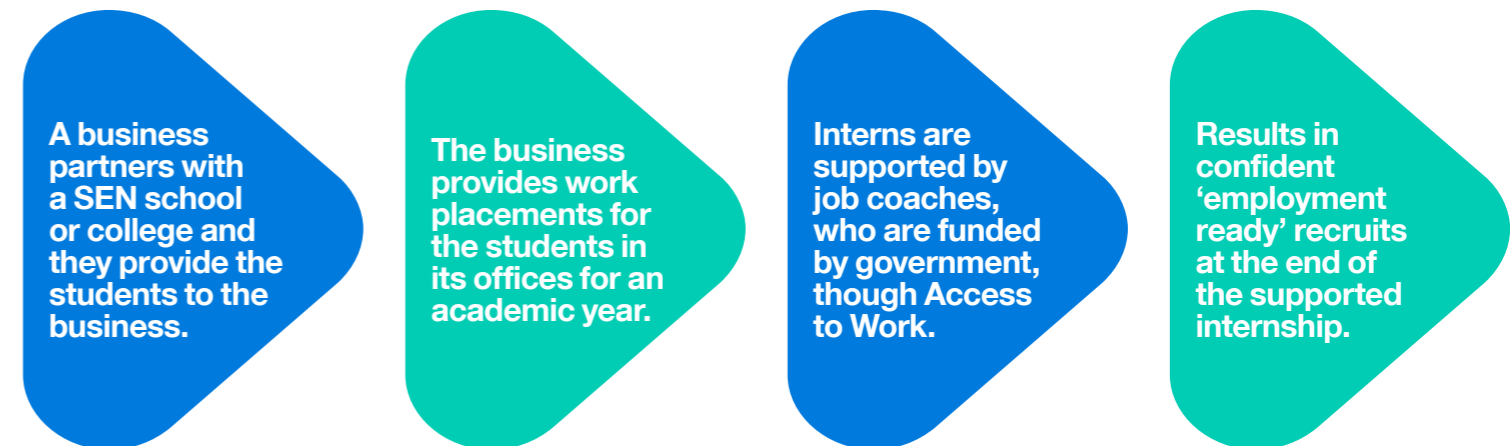 A business
partners with
a SEN school
or college and
they provide the
students to the
business.
The business
provides work
placements for
the students in
its offices for an
academic year.
Interns are
supported by
job coaches,
who are funded
by government,
though Access
to Work.
Results in
confident
‘employment
ready’ recruits
at the end of
the supported
internship.